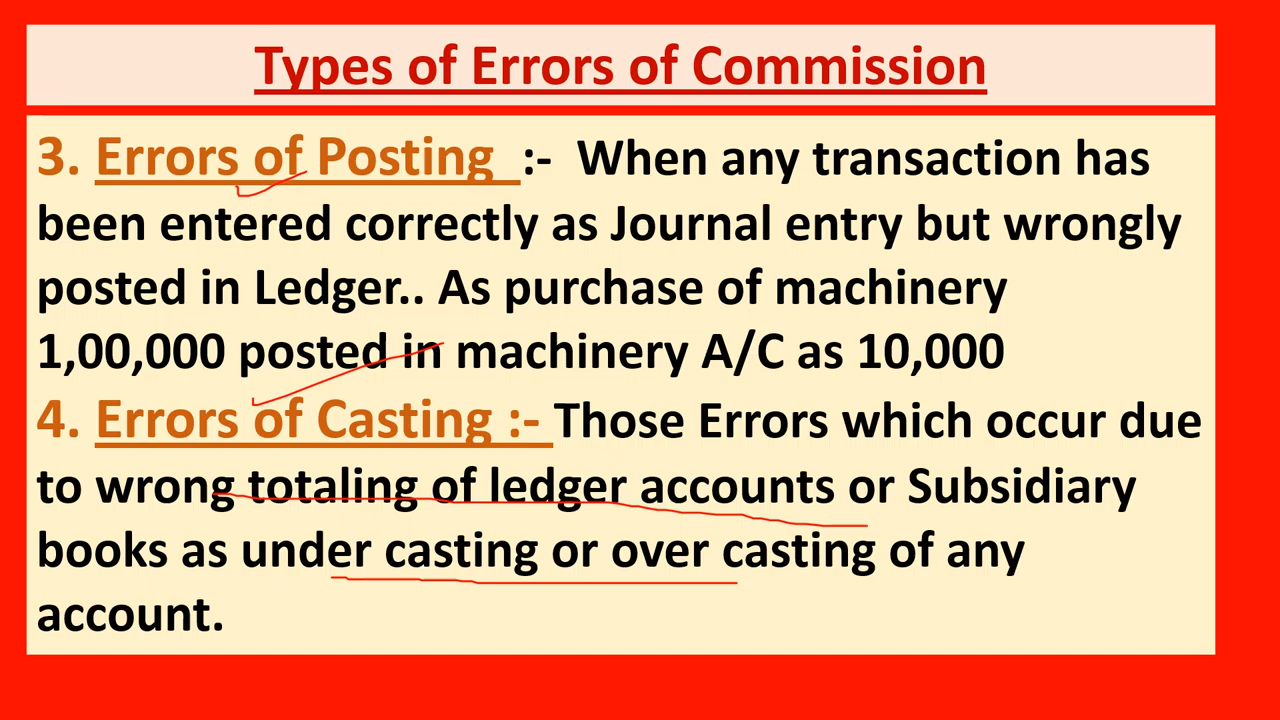 Types of Errors of Commission
3. Errors of Posting :- When any transaction has
been entered correctly as Journal entry but wrongly
posted in Ledger.. As purchase of machinery
1,00,000 posted in machinery A/C as 10,000
4. Errors of Casting :- Those Errors which occur due
to wrong totaling of ledger accounts or Subsidiary
books as under casting or over casting of any
account.